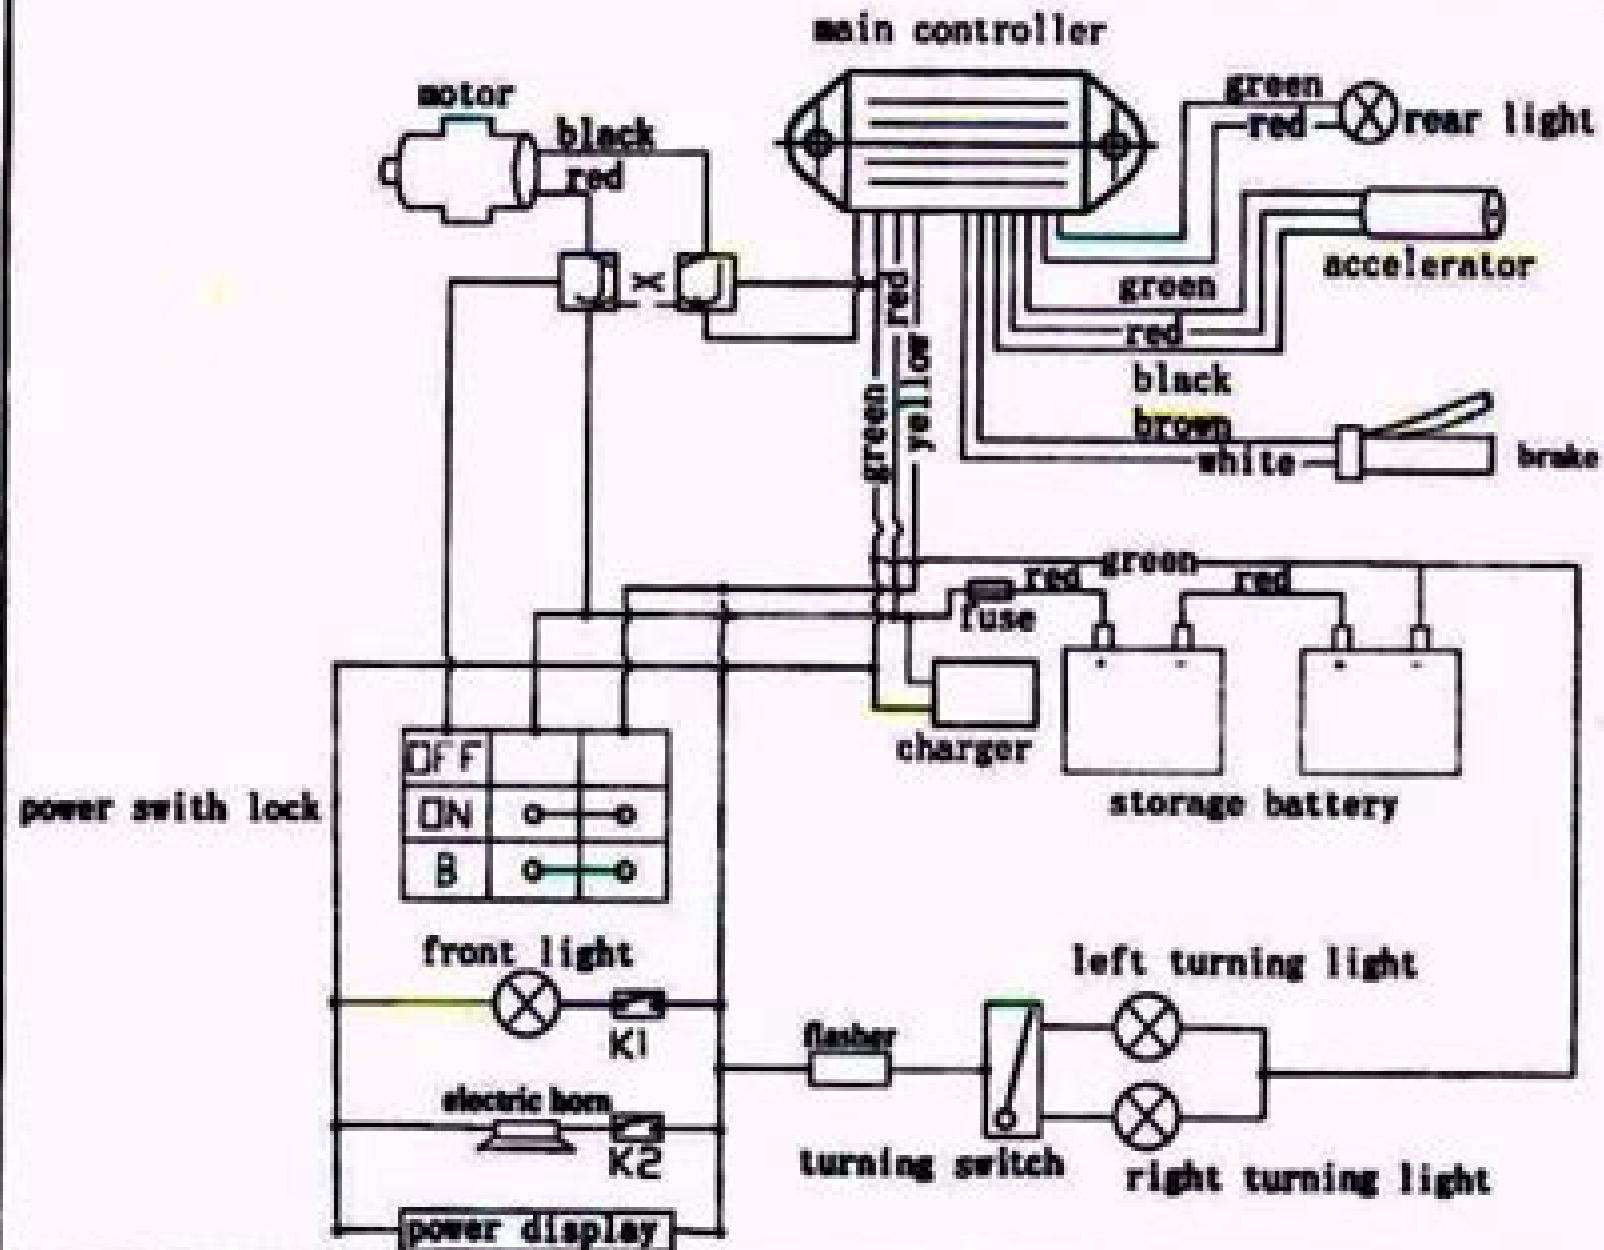 main controller
motor
black
red
green
red
rear light
accelerator
green
red
black
brown
white
brake
red
yellow
green
green
red
red
fuse
charger
storage battery
power swith lock
OFF
ON
B
front light
K1
electric horn
K2
power display
flasher
turning switch
left turning light
right turning light
+
-
+
-